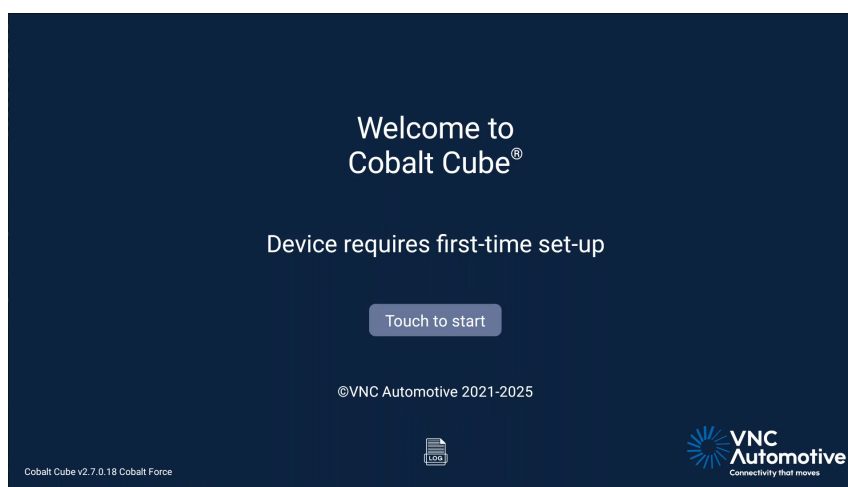 Welcome to
Cobalt Cube®
Device requires first-time set-up
Touch to start
©VNC Automotive 2021-2025
LOG
Cobalt Cube v2.7.0.18 Cobalt Force
VNC
Automotive
Connectivity that moves